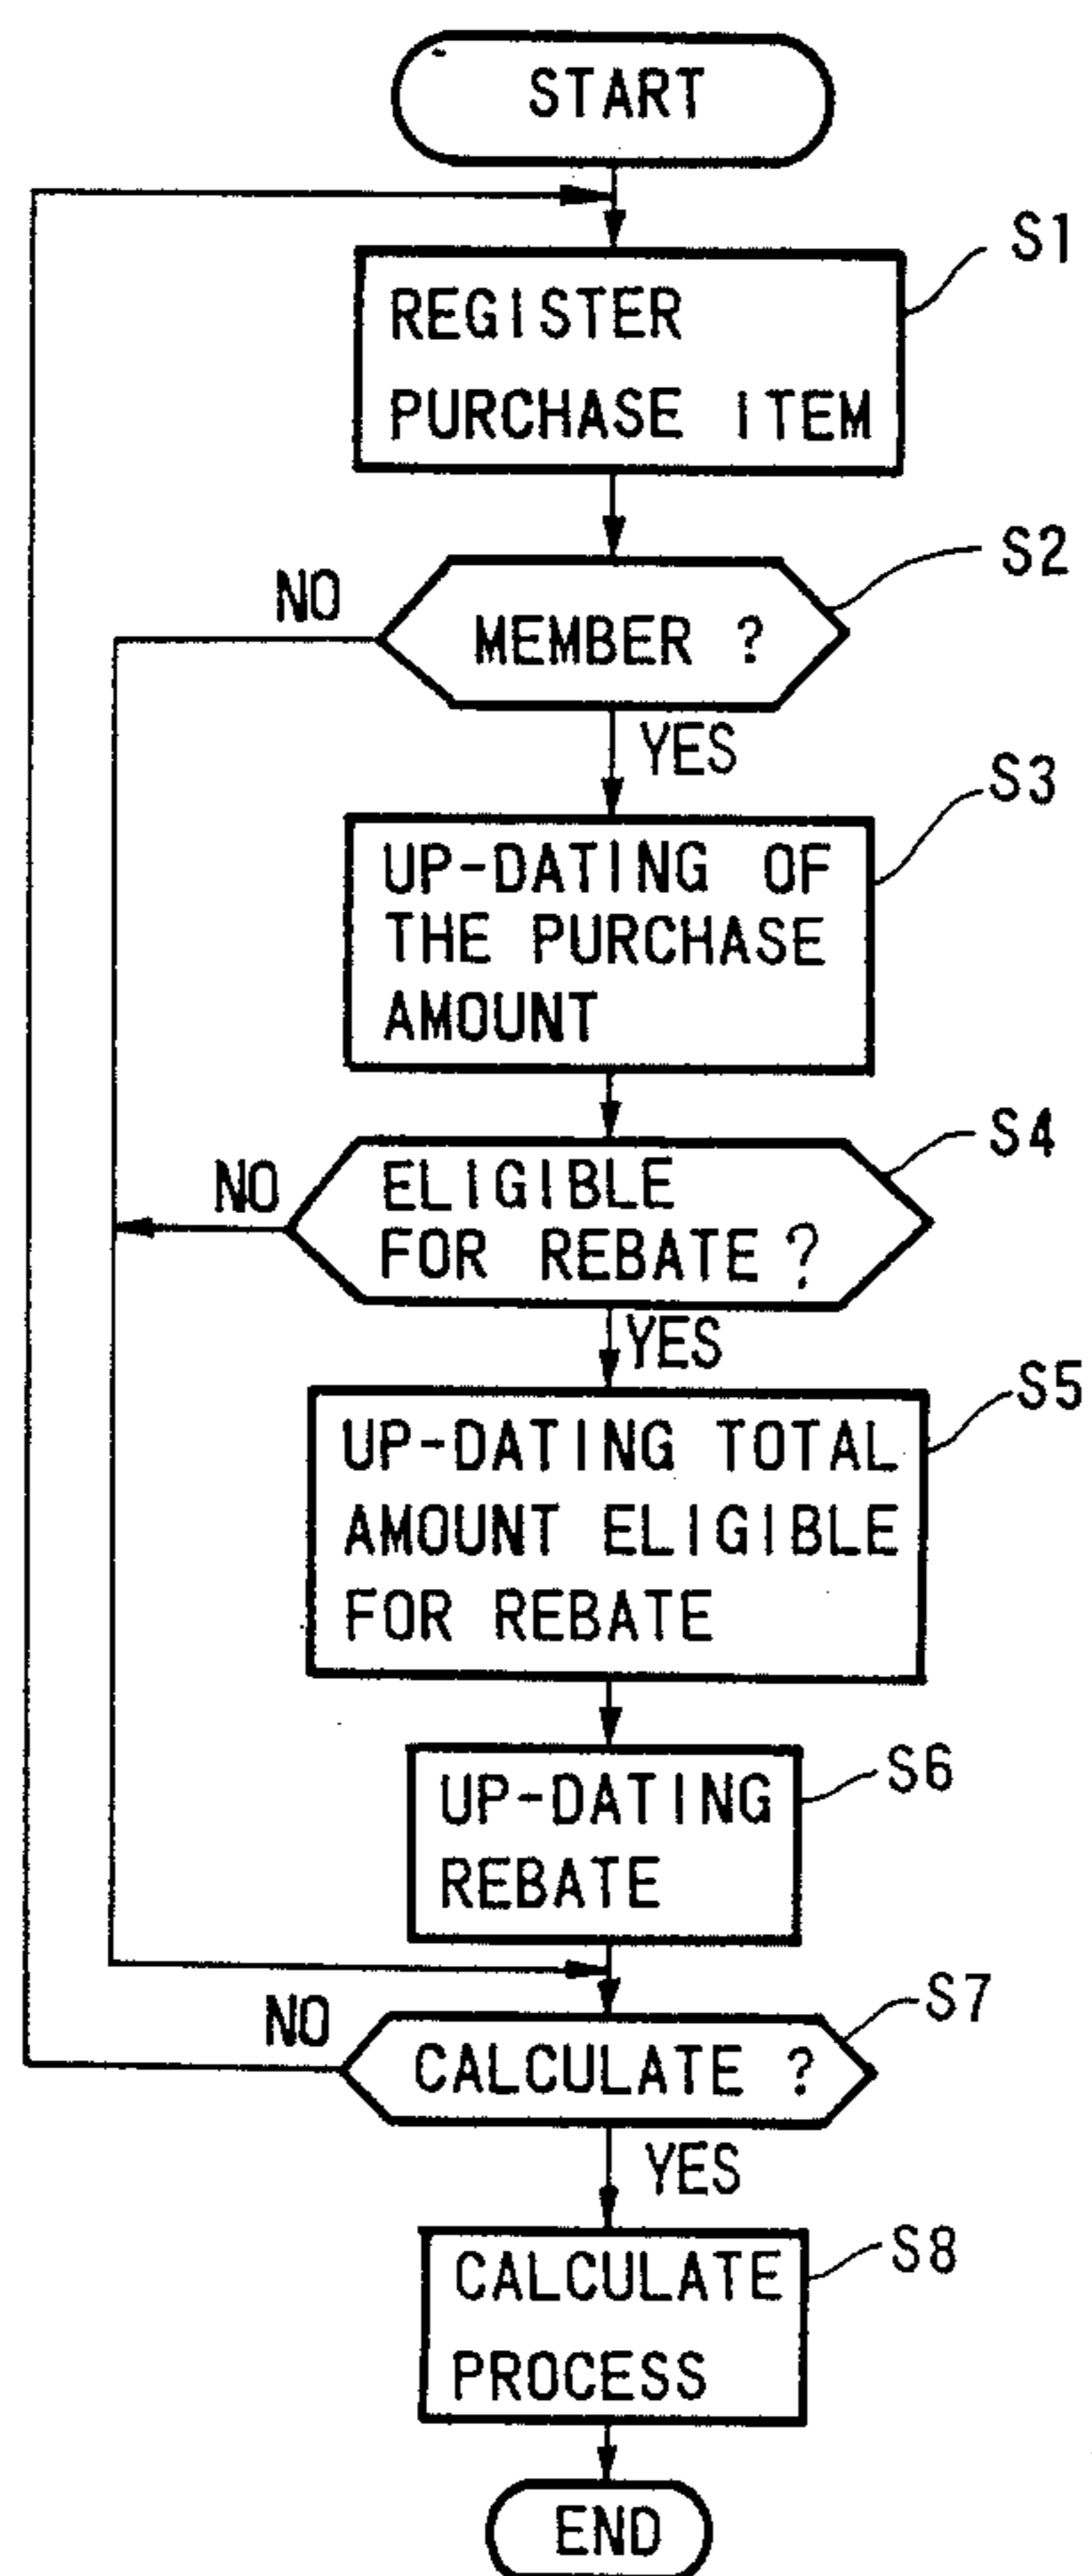 START
S1
REGISTER
PURCHASE ITEM
S2
NO
MEMBER ?
YES
S3
UP-DATING OF
THE PURCHASE
AMOUNT
S4
NO
ELIGIBLE
FOR REBATE ?
YES
S5
UP-DATING TOTAL
AMOUNT ELIGIBLE
FOR REBATE
S6
UP-DATING
REBATE
S7
NO
CALCULATE ?
YES
S8
CALCULATE
PROCESS
END